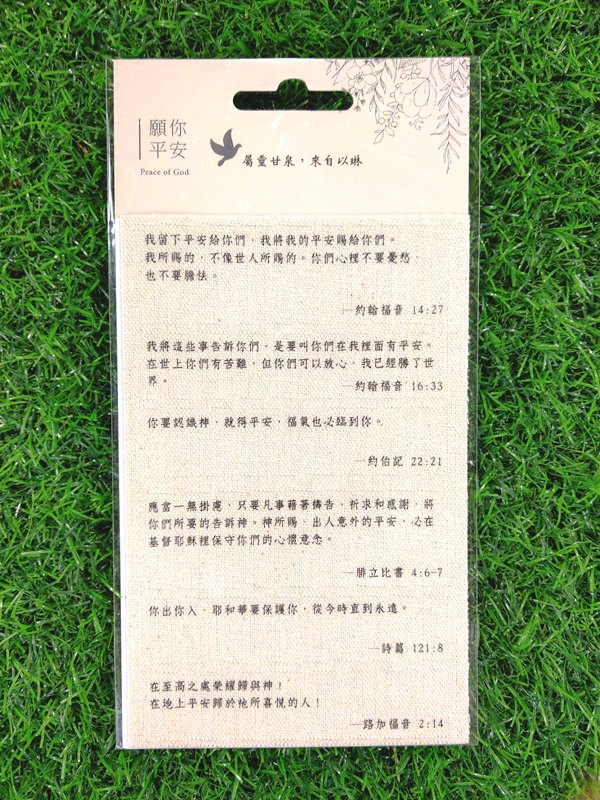 願你
平安
Peace of God
屬靈甘泉，來自以琳
我留下平安給你們，我將我的平安賜給你們。
我所賜的，不像世人所賜的。你們心裡不要憂愁，
也不要膽怯。
—約翰福音 14:27
我將這些事告訴你們，是要叫你們在我裡面有平安。
在世上你們有苦難，但你們可以放心，我已經勝了世
界。
—約翰福音 16:33
你要認識神，就得平安，福氣也必臨到你。
—約伯記 22:21
應當一無掛慮，只要凡事藉著禱告、祈求和感謝，將
你們所要的告訴神。神所賜、出人意外的平安，必在
基督耶穌裡保守你們的心懷意念。
—腓立比書 4:6-7
你出你入，耶和華要保護你，從今時直到永遠。
—詩篇 121:8
在至高之處榮耀歸與神！
在地上平安歸於祂所喜悅的人！
—路加福音 2:14